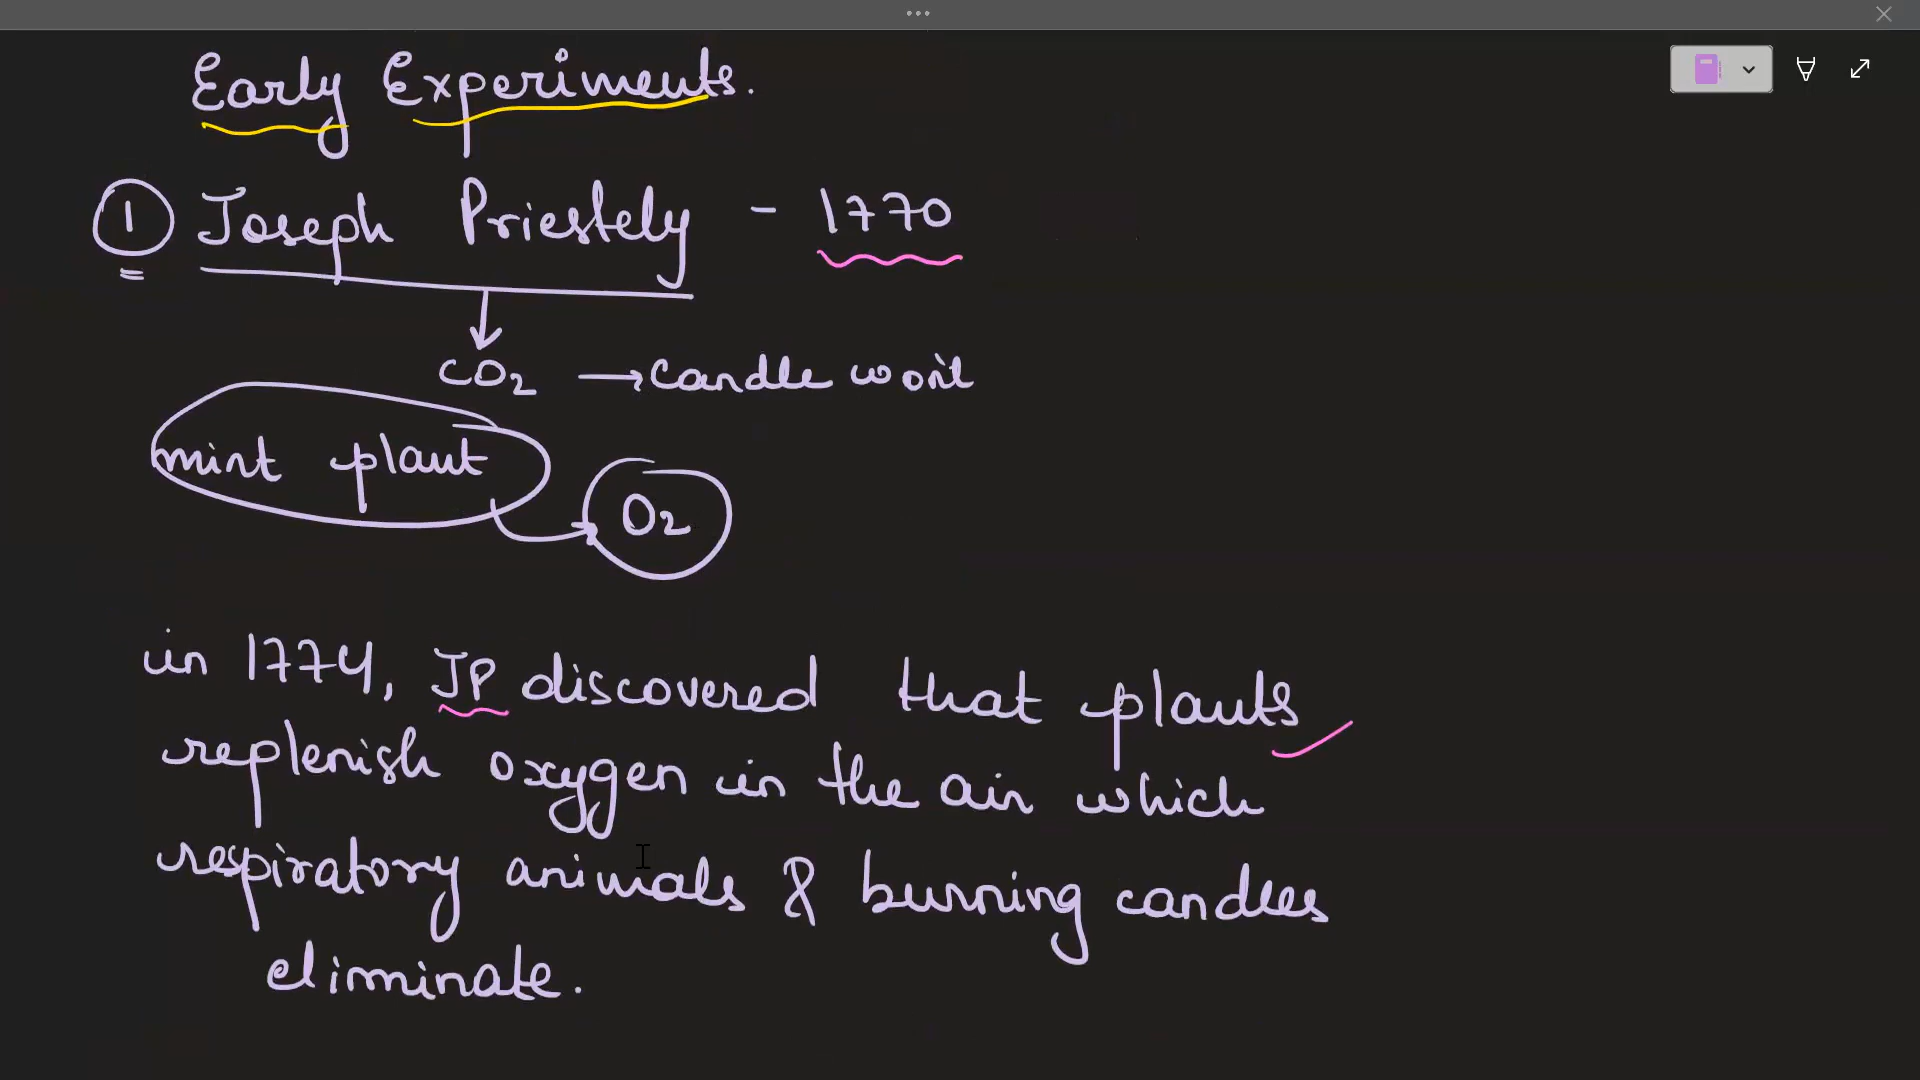 Early Experiments.
1 Joseph Priestely - 1770
CO2 → Candle won't
mint plant
O2
in 1774, JP discovered that plants
replenish oxygen in the air which
respiratory animals & burning candles
eliminate.